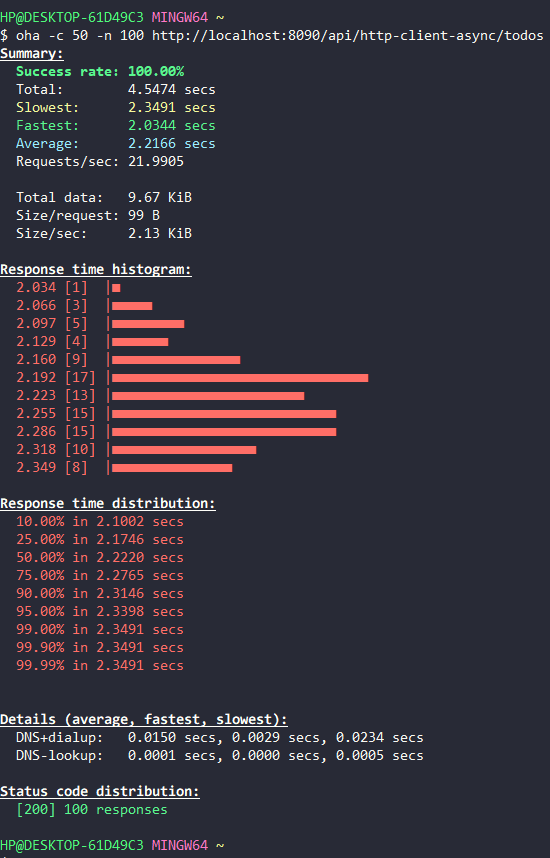 HP@DESKTOP-61D49C3 MINGW64 ~
$ oha -c 50 -n 100 http://localhost:8090/api/http-client-async/todos
Summary:
  Success rate: 100.00%
  Total:        4.5474 secs
  Slowest:      2.3491 secs
  Fastest:      2.0344 secs
  Average:      2.2166 secs
  Requests/sec: 21.9905

  Total data:   9.67 KiB
  Size/request: 99 B
  Size/sec:     2.13 KiB

Response time histogram:
  2.034 [1]  |■
  2.066 [3]  |■■■■■
  2.097 [5]  |■■■■■■■■■
  2.129 [4]  |■■■■■■■
  2.160 [9]  |■■■■■■■■■■■■■■■■
  2.192 [17] |■■■■■■■■■■■■■■■■■■■■■■■■■■■■■■■■
  2.223 [13] |■■■■■■■■■■■■■■■■■■■■■■■■
  2.255 [15] |■■■■■■■■■■■■■■■■■■■■■■■■■■■■
  2.286 [15] |■■■■■■■■■■■■■■■■■■■■■■■■■■■■
  2.318 [10] |■■■■■■■■■■■■■■■■■■
  2.349 [8]  |■■■■■■■■■■■■■■■

Response time distribution:
  10.00% in 2.1002 secs
  25.00% in 2.1746 secs
  50.00% in 2.2220 secs
  75.00% in 2.2765 secs
  90.00% in 2.3146 secs
  95.00% in 2.3398 secs
  99.00% in 2.3491 secs
  99.90% in 2.3491 secs
  99.99% in 2.3491 secs

Details (average, fastest, slowest):
  DNS+dialup:   0.0150 secs, 0.0029 secs, 0.0234 secs
  DNS-lookup:   0.0001 secs, 0.0000 secs, 0.0005 secs

Status code distribution:
  [200] 100 responses

HP@DESKTOP-61D49C3 MINGW64 ~